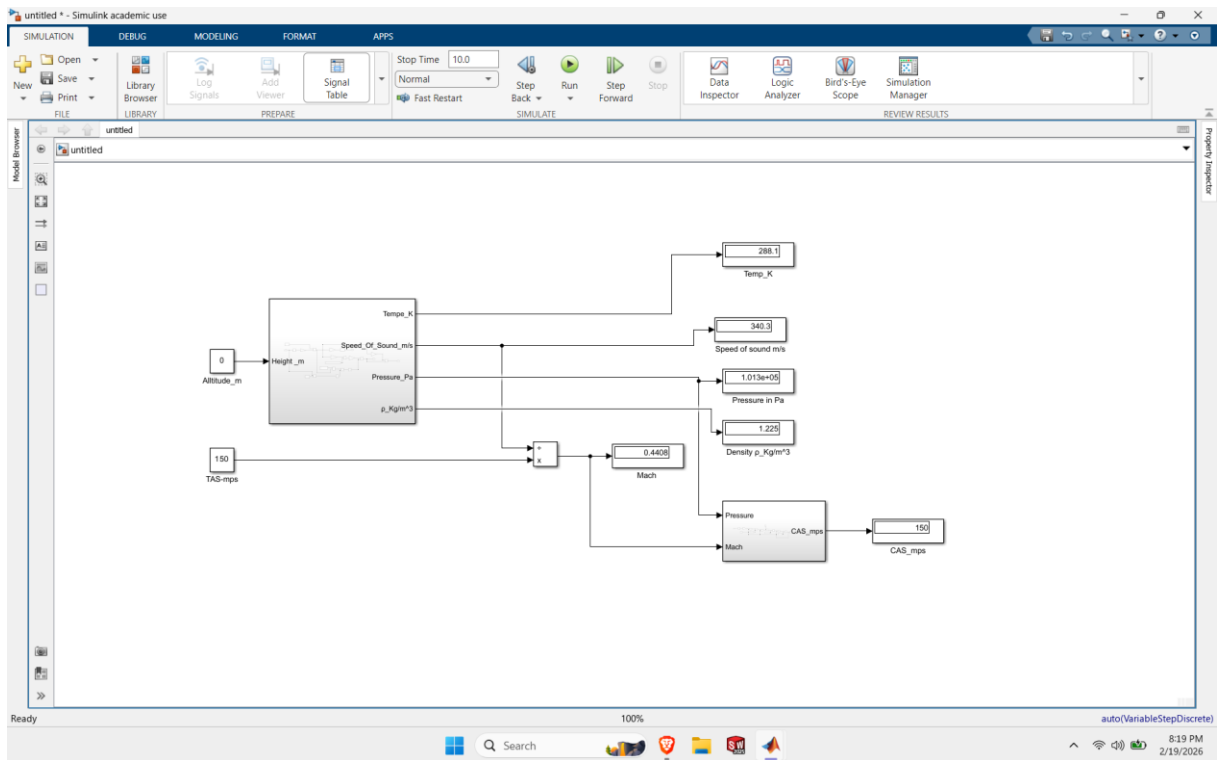 untitled * - Simulink academic use
SIMULATION DEBUG MODELING FORMAT APPS
New
Open
Save
Print
FILE
Library Browser
LIBRARY
Log Signals
Add Viewer
Signal Table
PREPARE
Stop Time 10.0
Normal
Fast Restart
Step Back
Run
Step Forward
Stop
SIMULATE
Data Inspector
Logic Analyzer
Bird's-Eye Scope
Simulation Manager
REVIEW RESULTS
Model Browser
untitled
untitled
Property Inspector
288.1
Temp_K
Tempe_K
Speed_Of_Sound_m/s
340.3
Speed of sound m/s
0
Height _m
Alltitude_m
Pressure_Pa
1.013e+05
Pressure in Pa
ρ_Kg/m^3
1.225
Density ρ_Kg/m^3
150
TAS-mps
÷
x
0.4408
Mach
Pressure
CAS_mps
Mach
150
CAS_mps
Ready 100% auto(VariableStepDiscrete)
Search
8:19 PM
2/19/2026